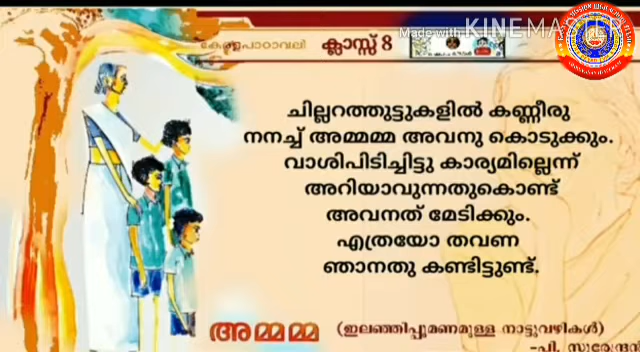 Made with KINEMASTER
കേരളപാഠാവലി ക്ലാസ്സ് 8
ചില്ലറത്തുട്ടുകളിൽ കണ്ണീരു
നനച്ച് അമ്മമ്മ അവനു കൊടുക്കും.
വാശിപിടിച്ചിട്ടു കാര്യമില്ലെന്ന്
അറിയാവുന്നതുകൊണ്ട്
അവനത് മേടിക്കും.
എത്രയോ തവണ
ഞാനതു കണ്ടിട്ടുണ്ട്.
അമ്മമ്മ (ഇലഞ്ഞിപ്പൂമണമുള്ള നാട്ടുവഴികൾ)
-പി. സുരേന്ദ്രൻ